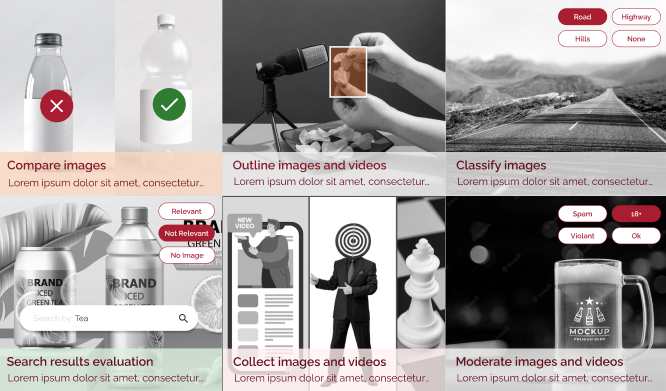 Road
Highway
Hills
None
Compare images
Lorem ipsum dolor sit amet, consectetur...
Outline images and videos
Lorem ipsum dolor sit amet, consectetur...
Classify images
Lorem ipsum dolor sit amet, consectetur...
Relevant
Not Relevant
No Image
BRAND
ICED
GREEN TEA
BRAND
ICED
GREEN TEA
BRA
GREEN
Search by Tea
Search results evaluation
Lorem ipsum dolor sit amet, consectetur...
NEW
VIDEO
Collect images and videos
Lorem ipsum dolor sit amet, consectetur...
Spam
18+
Violant
Ok
MOCKUP
PREMIUM BEER
Moderate images and videos
Lorem ipsum dolor sit amet, consectetur...